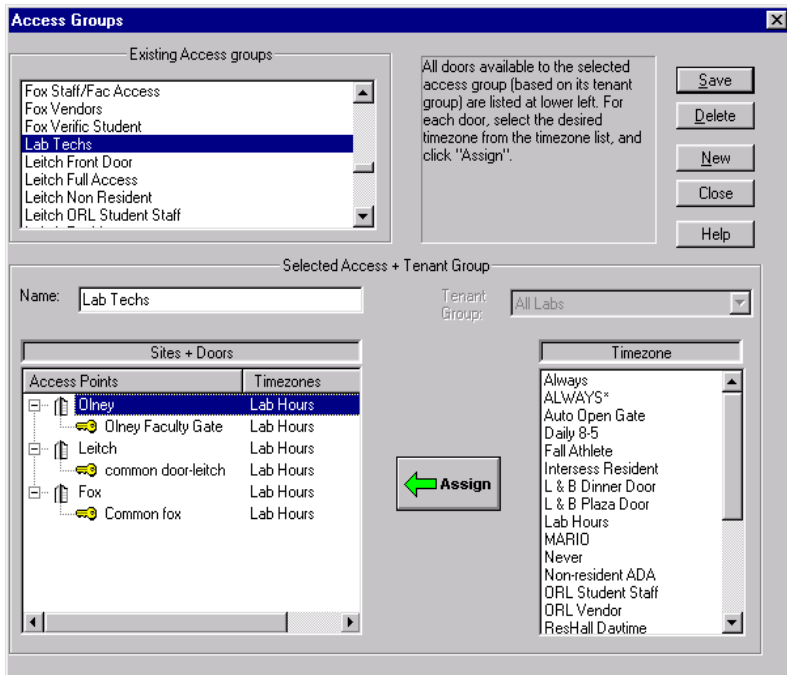 Access Groups
Existing Access groups
Fox Staff/Fac Access
Fox Vendors
Fox Verific Student
Lab Techs
Leitch Front Door
Leitch Full Access
Leitch Non Resident
Leitch ORL Student Staff
All doors available to the selected
access group (based on its tenant
group) are listed at lower left. For
each door, select the desired
timezone from the timezone list, and
click "Assign".
Save
Delete
New
Close
Help
Selected Access + Tenant Group
Name: Lab Techs
Tenant
Group:
All Labs
Sites + Doors
Access Points Timezones
Olney Lab Hours
Olney Faculty Gate Lab Hours
Leitch Lab Hours
common door-leitch Lab Hours
Fox Lab Hours
Common fox Lab Hours
Assign
Timezone
Always
ALWAYS*
Auto Open Gate
Daily 8-5
Fall Athlete
Intersess Resident
L & B Dinner Door
L & B Plaza Door
Lab Hours
MARIO
Never
Non-resident ADA
ORL Student Staff
ORL Vendor
ResHall Daytime